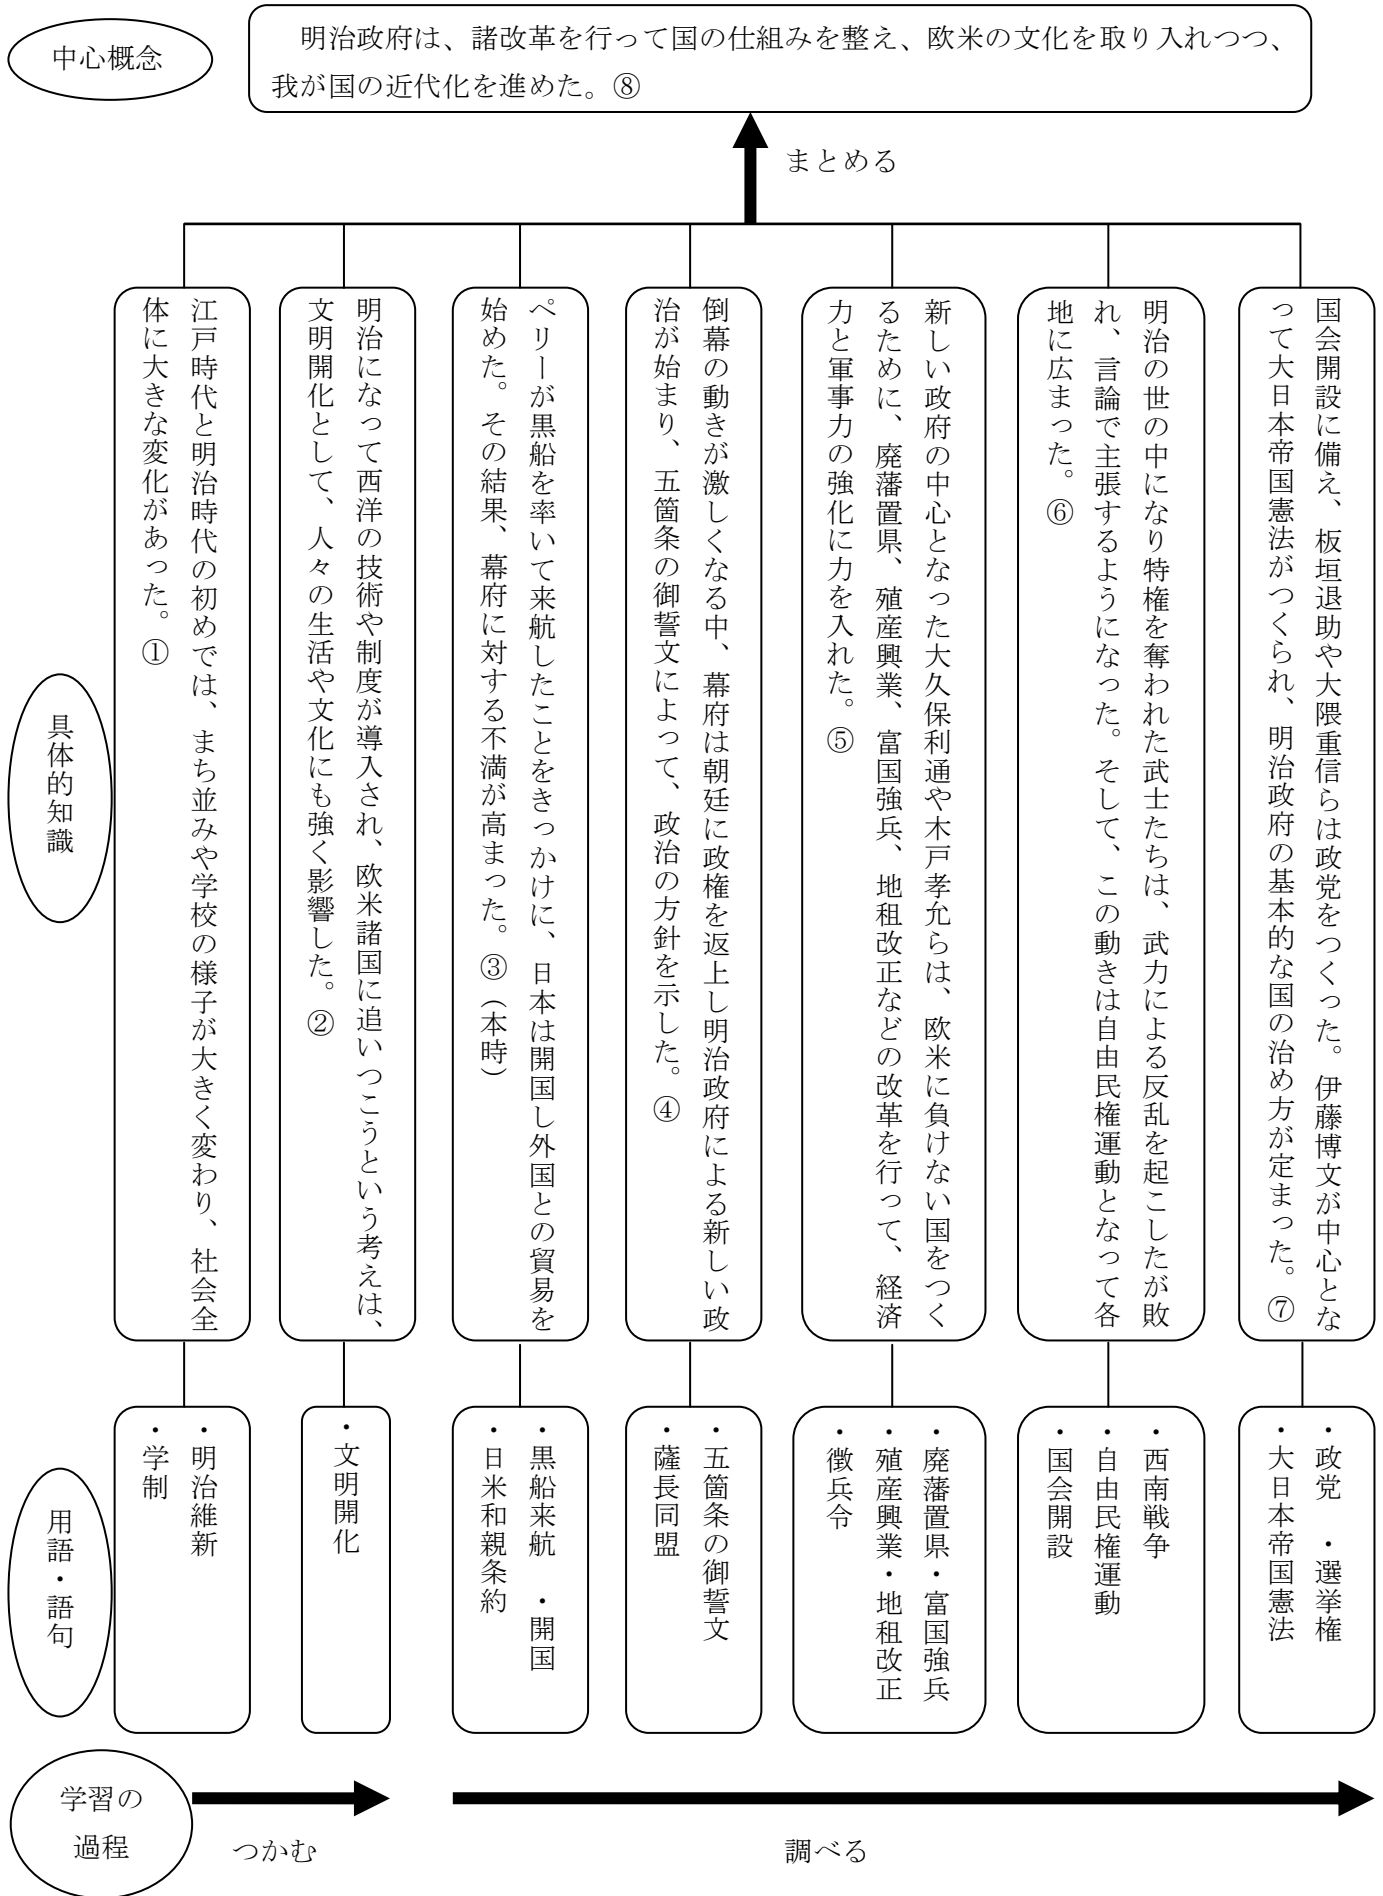 中心概念
明治政府は、諸改革を行って国の仕組みを整え、欧米の文化を取り入れつつ、
我が国の近代化を進めた。⑧
まとめる
具体的知識
江戸時代と明治時代の初めでは、まち並みや学校の様子が大きく変わり、社会全
体に大きな変化があった。①
明治になって西洋の技術や制度が導入され、欧米諸国に追いつこうという考えは、
文明開化として、人々の生活や文化にも強く影響した。②
ペリーが黒船を率いて来航したことをきっかけに、日本は開国し外国との貿易を
始めた。その結果、幕府に対する不満が高まった。③(本時)
倒幕の動きが激しくなる中、幕府は朝廷に政権を返上し明治政府による新しい政
治が始まり、五箇条の御誓文によって、政治の方針を示した。④
新しい政府の中心となった大久保利通や木戸孝允らは、欧米に負けない国をつく
るために、廃藩置県、殖産興業、富国強兵、地租改正などの改革を行って、経済
力と軍事力の強化に力を入れた。⑤
明治の世の中になり特権を奪われた武士たちは、武力による反乱を起こしたが敗
れ、言論で主張するようになった。そして、この動きは自由民権運動となって各
地に広まった。⑥
国会開設に備え、板垣退助や大隈重信らは政党をつくった。伊藤博文が中心とな
って大日本帝国憲法がつくられ、明治政府の基本的な国の治め方が定まった。⑦
用語・語句
・明治維新
・学制
・文明開化
・黒船来航 ・開国
・日米和親条約
・五箇条の御誓文
・薩長同盟
・廃藩置県・富国強兵
・殖産興業・地租改正
・徴兵令
・西南戦争
・自由民権運動
・国会開設
・政党 ・選挙権
・大日本帝国憲法
学習の
過程
つかむ
調べる